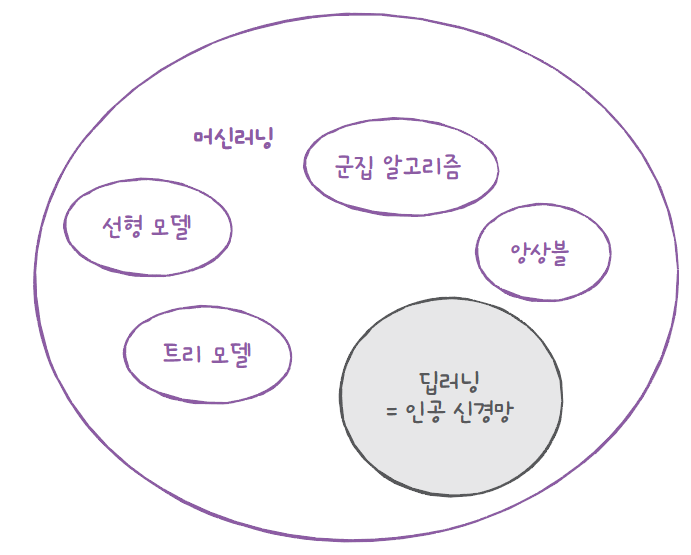 머신러닝
군집 알고리즘
선형 모델
앙상블
트리 모델
딥러닝
= 인공 신경망